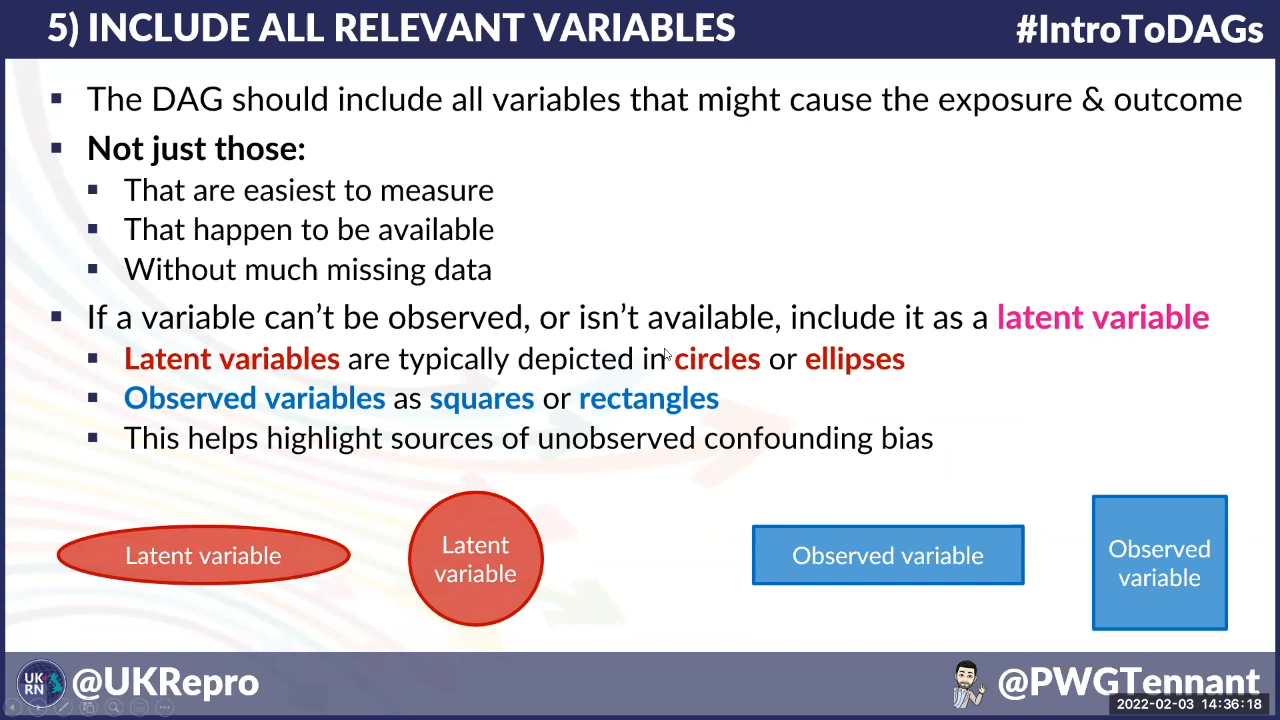 5) INCLUDE ALL RELEVANT VARIABLES
#IntroToDAGs
▪ The DAG should include all variables that might cause the exposure & outcome
▪ Not just those:
▪ That are easiest to measure
▪ That happen to be available
▪ Without much missing data
▪ If a variable can’t be observed, or isn’t available, include it as a latent variable
▪ Latent variables are typically depicted in circles or ellipses
▪ Observed variables as squares or rectangles
▪ This helps highlight sources of unobserved confounding bias
Latent variable
Latent
variable
Observed variable
Observed
variable
UK
RN
@UKRepro
@PWGTennant
2022-02-03 14:36:18